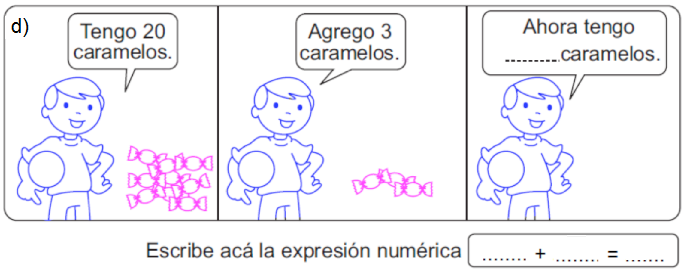 d)
Tengo 20
caramelos.
Agrego 3
caramelos.
Ahora tengo
..............caramelos.
Escribe acá la expresión numérica ........ + ........ = .......